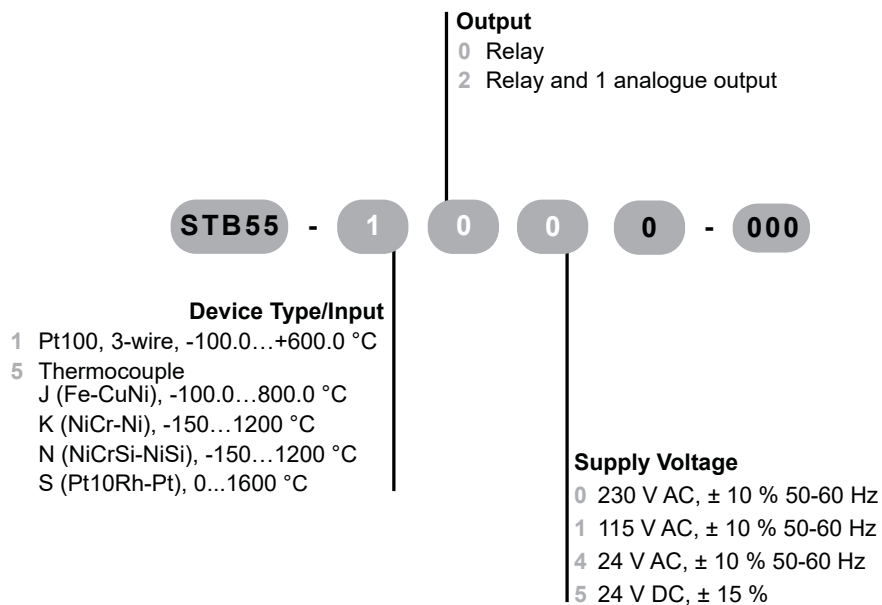 Output
0 Relay
2 Relay and 1 analogue output
STB55 - 1 0 0 0 - 000
Device Type/Input
1 Pt100, 3-wire, -100.0…+600.0 °C
5 Thermocouple
J (Fe-CuNi), -100.0…800.0 °C
K (NiCr-Ni), -150…1200 °C
N (NiCrSi-NiSi), -150…1200 °C
S (Pt10Rh-Pt), 0...1600 °C
Supply Voltage
0 230 V AC, ± 10 % 50-60 Hz
1 115 V AC, ± 10 % 50-60 Hz
4 24 V AC, ± 10 % 50-60 Hz
5 24 V DC, ± 15 %